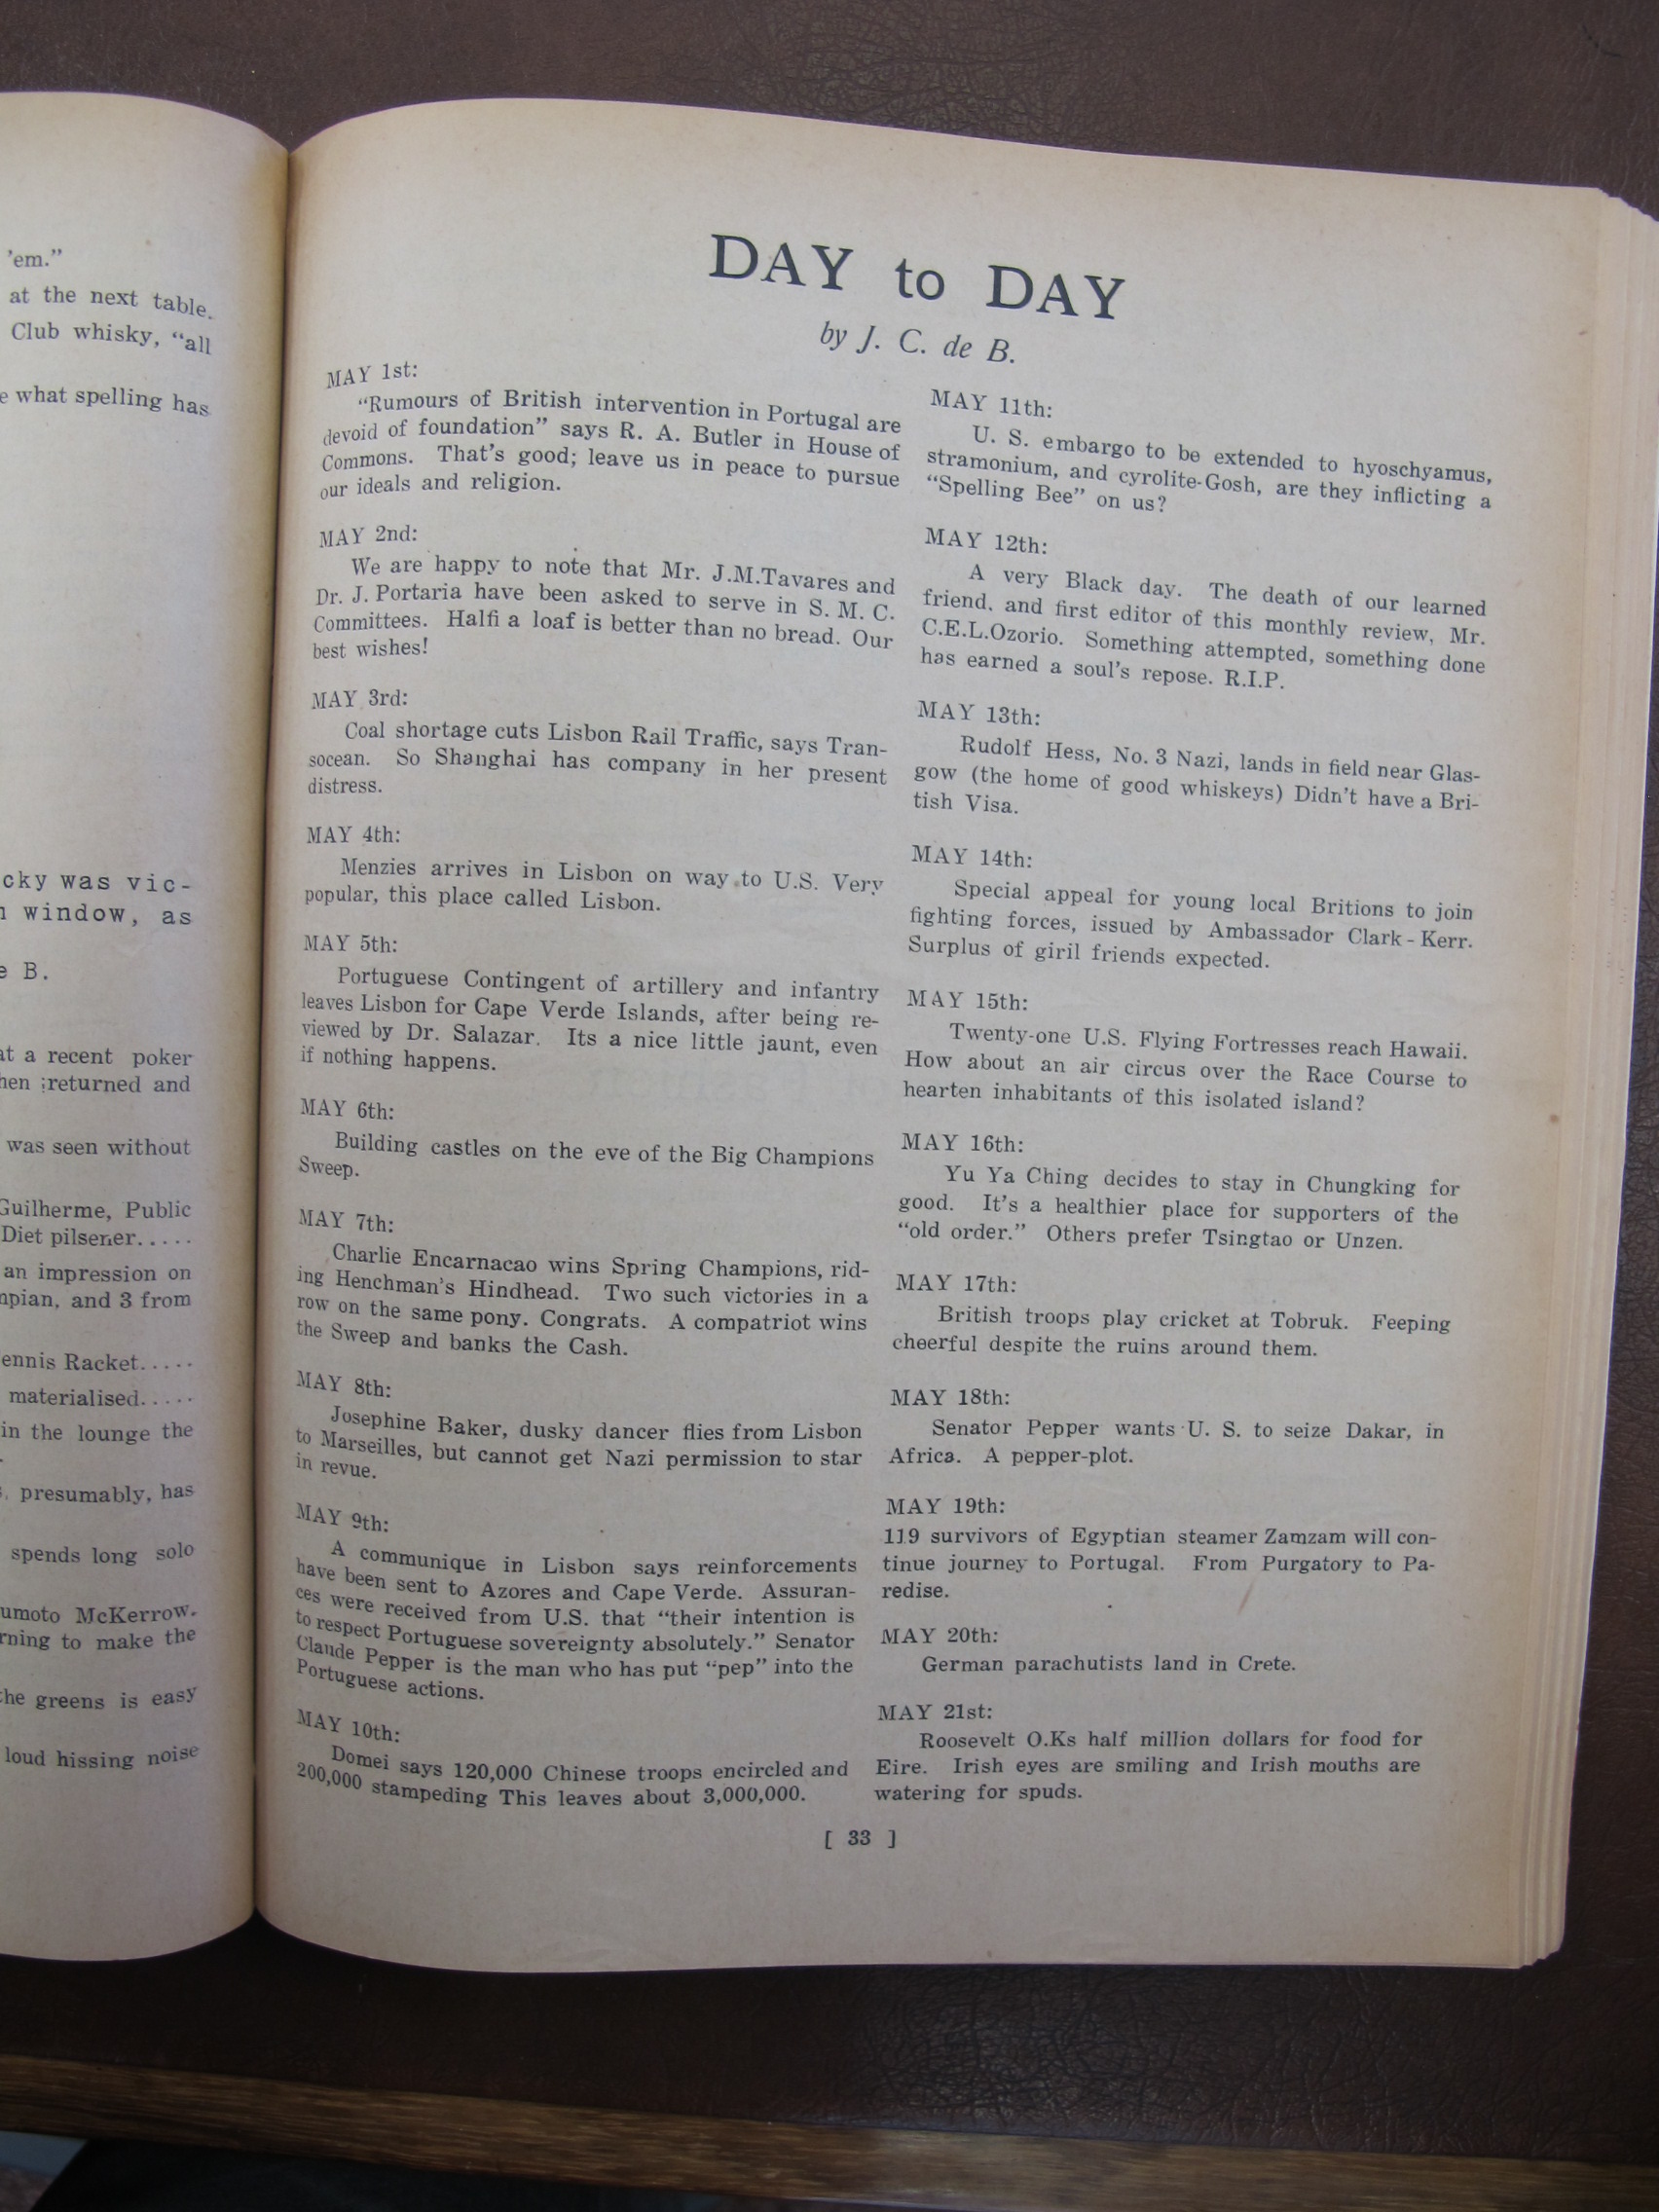 'em."
at the next table.
Club whisky, "all
e what spelling has
cky was vic-
window, as
e B.
at a recent poker
hen ;returned and
was seen without
Guilherme, Public
Diet pilsener.....
an impression on
mpian, and 3 from
ennis Racket.....
materialised.....
in the lounge the
presumably, has
spends long solo
umoto McKerrow.
rning to make the
the greens is easy
loud hissing noise
DAY to DAY
by J. C. de B.
MAY 1st:
"Rumours of British intervention in Portugal are
devoid of foundation" says R. A. Butler in House of
Commons. That's good; leave us in peace to pursue
our ideals and religion.
MAY 2nd:
We are happy to note that Mr. J.M.Tavares and
Dr. J. Portaria have been asked to serve in S. M. C.
Committees. Halfi a loaf is better than no bread. Our
best wishes!
MAY 3rd:
Coal shortage cuts Lisbon Rail Traffic, says Tran-
socean. So Shanghai has company in her present
distress.
MAY 4th:
Menzies arrives in Lisbon on way to U.S. Very
popular, this place called Lisbon.
MAY 5th:
Portuguese Contingent of artillery and infantry
leaves Lisbon for Cape Verde Islands, after being re-
viewed by Dr. Salazar. Its a nice little jaunt, even
if nothing happens.
MAY 6th:
Building castles on the eve of the Big Champions
Sweep.
MAY 7th:
Charlie Encarnacao wins Spring Champions, rid-
ing Henchman's Hindhead. Two such victories in a
row on the same pony. Congrats. A compatriot wins
the Sweep and banks the Cash.
MAY 8th:
Josephine Baker, dusky dancer flies from Lisbon
to Marseilles, but cannot get Nazi permission to star
in revue.
MAY 9th:
A communique in Lisbon says reinforcements
have been sent to Azores and Cape Verde. Assuran-
ces were received from U.S. that "their intention is
to respect Portuguese sovereignty absolutely." Senator
Claude Pepper is the man who has put "pep" into the
Portuguese actions.
MAY 10th:
Domei says 120,000 Chinese troops encircled and
200,000 stampeding This leaves about 3,000,000.
MAY 11th:
U. S. embargo to be extended to hyoschyamus,
stramonium, and cyrolite-Gosh, are they inflicting a
"Spelling Bee" on us?
MAY 12th:
A very Black day. The death of our learned
friend. and first editor of this monthly review, Mr.
C.E.L.Ozorio. Something attempted, something done
has earned a soul's repose. R.I.P.
MAY 13th:
Rudolf Hess, No. 3 Nazi, lands in field near Glas-
gow (the home of good whiskeys) Didn't have a Bri-
tish Visa.
MAY 14th:
Special appeal for young local Britions to join
fighting forces, issued by Ambassador Clark-Kerr.
Surplus of giril friends expected.
MAY 15th:
Twenty-one U.S. Flying Fortresses reach Hawaii.
How about an air circus over the Race Course to
hearten inhabitants of this isolated island?
MAY 16th:
Yu Ya Ching decides to stay in Chungking for
good. It's a healthier place for supporters of the
"old order." Others prefer Tsingtao or Unzen.
MAY 17th:
British troops play cricket at Tobruk. Feeping
cheerful despite the ruins around them.
MAY 18th:
Senator Pepper wants U. S. to seize Dakar, in
Africa. A pepper-plot.
MAY 19th:
119 survivors of Egyptian steamer Zamzam will con-
tinue journey to Portugal. From Purgatory to Pa-
redise.
MAY 20th:
German parachutists land in Crete.
MAY 21st:
Roosevelt O.Ks half million dollars for food for
Eire. Irish eyes are smiling and Irish mouths are
watering for spuds.
[ 33 ]